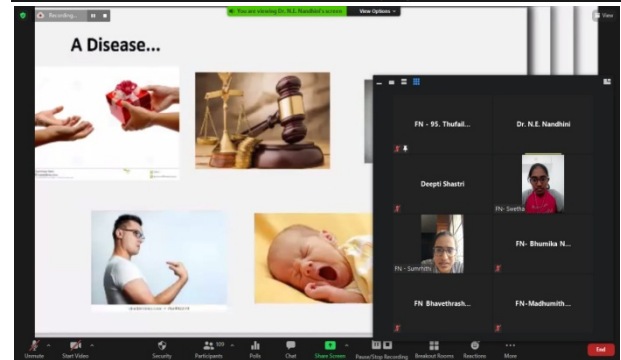 Recording...
You are viewing Dr. N.E. Nandhini's screen
View Options
View
A Disease...
FN - 95. Thufail...
Dr. N.E. Nandhini
Deepti Shastri
FN- Seetha
FN - Summithi
FN- Bhumika N...
FN Bhavethrash...
FN-Madhumith...
Unmute
Start Video
Security
Participants
109
Polls
Chat
Share Screen
Pause/Stop Recording
Breakout Rooms
Reactions
More
End